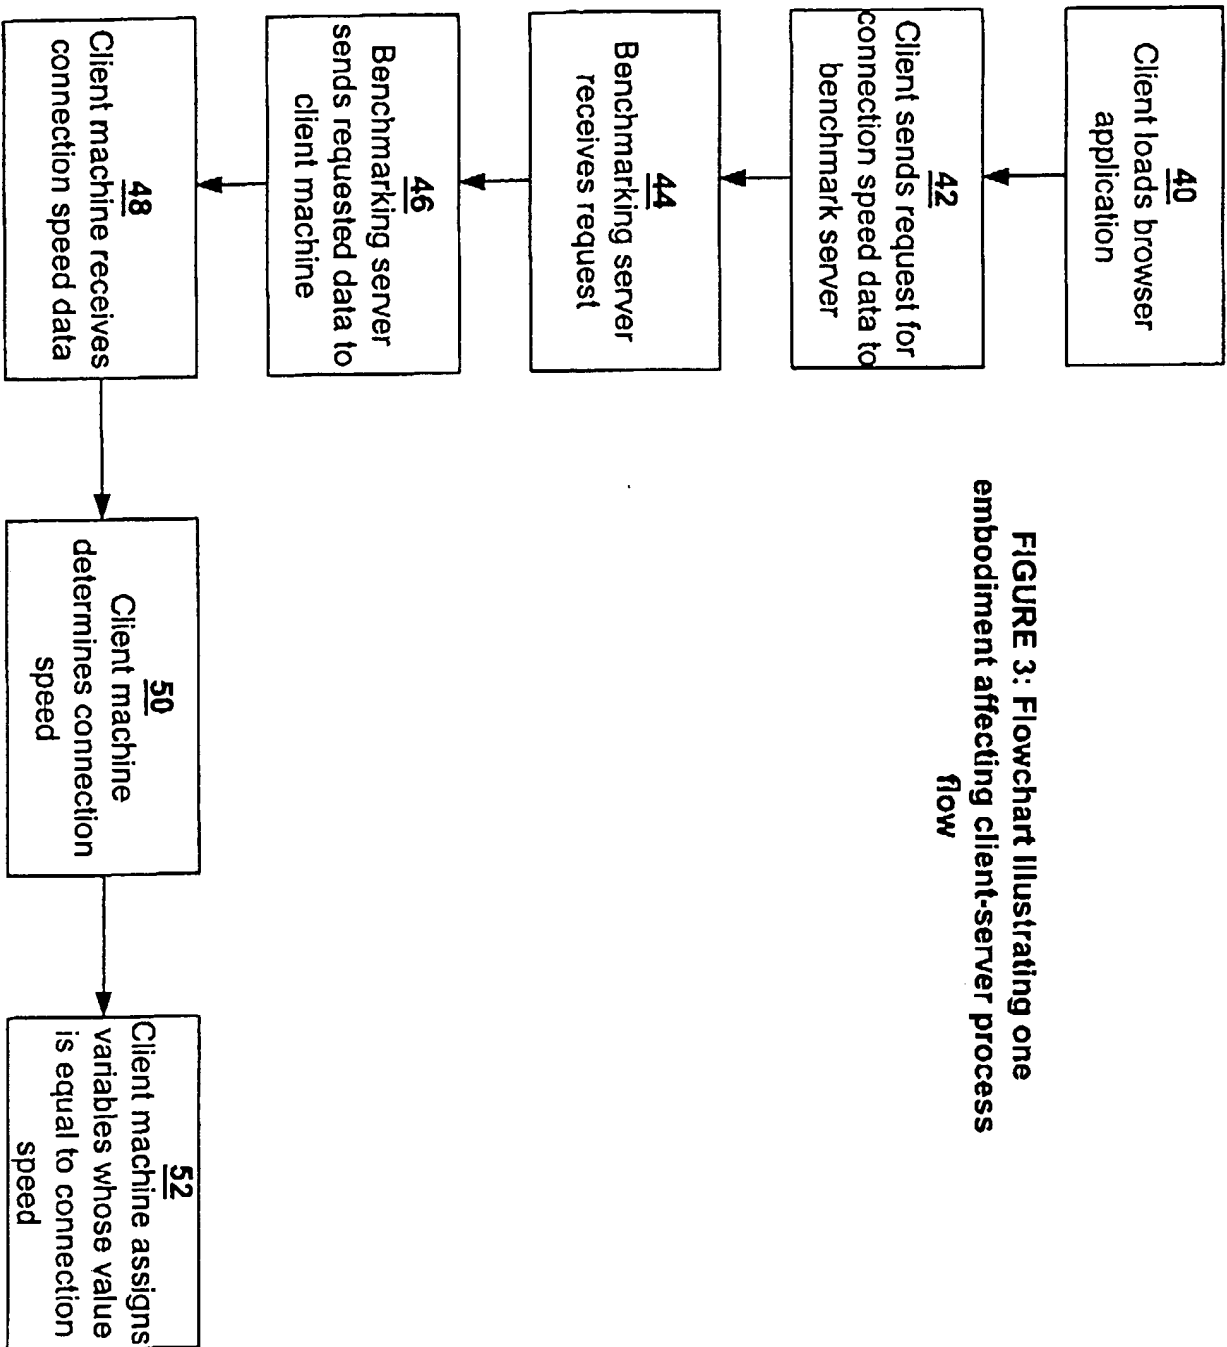 40
Client loads browser
application
42
Client sends request for
connection speed data to
benchmark server
44
Benchmarking server
receives request
46
Benchmarking server
sends requested data to
client machine
48
Client machine receives
connection speed data
50
Client machine
determines connection
speed
52
Client machine assigns
variables whose value
is equal to connection
speed
FIGURE 3: Flowchart illustrating one
embodiment affecting client-server process
flow